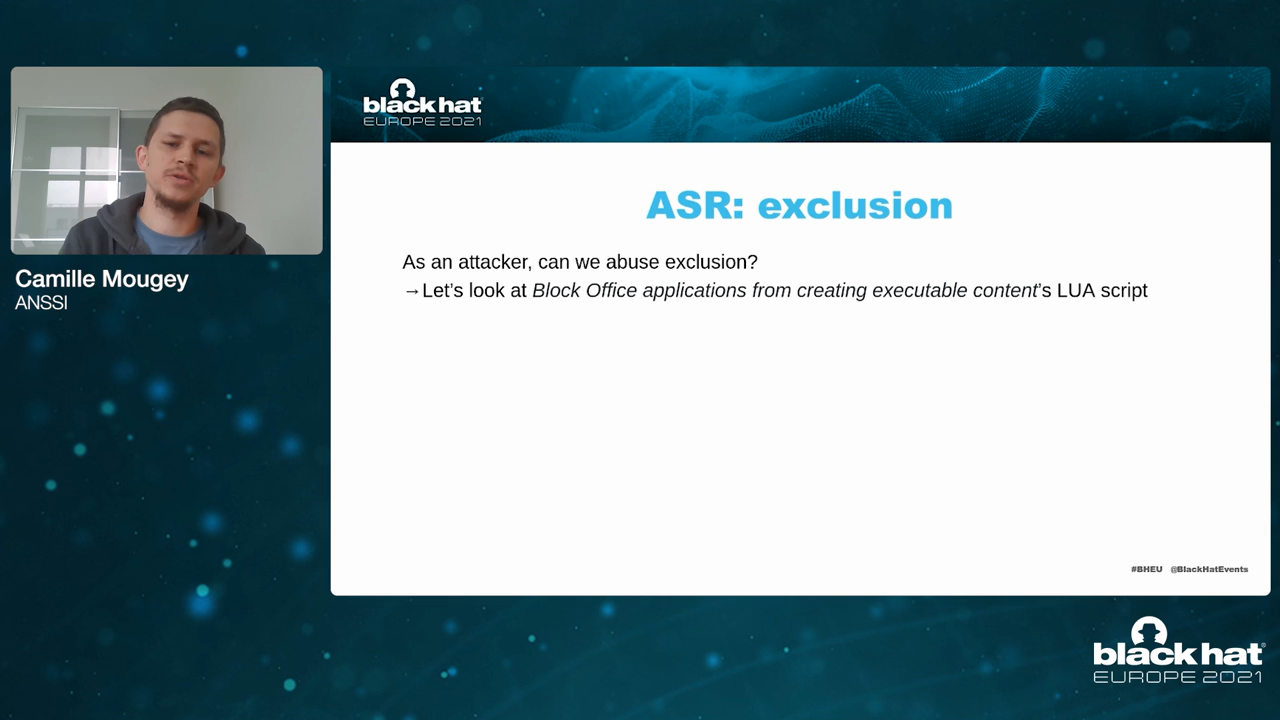 black hat
EUROPE 2021
Camille Mougey
ANSSI
ASR: exclusion
As an attacker, can we abuse exclusion?
→Let’s look at Block Office applications from creating executable content’s LUA script
#BHEU @BlackHatEvents
black hat
EUROPE 2021